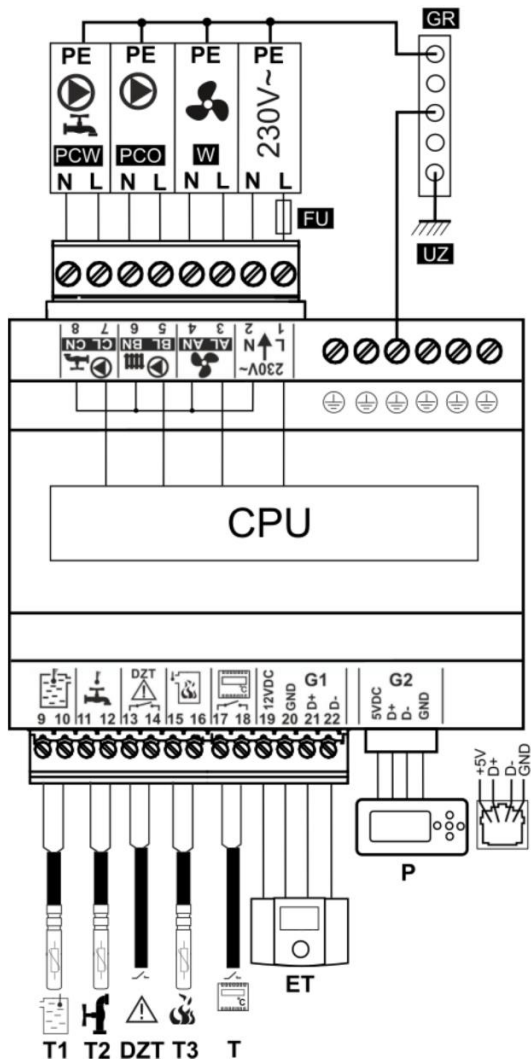 GR
PE PE PE PE
230V~
PCW PCO W
N L N L N L N L
FU
UZ
8 7 6 5 4 3 2 1
CN CL BN BL AN AL N L
230V~
CPU
DZT
G1 G2
°C
12VDC GND D+ D- 5VDC D+ D- GND
9 10 11 12 13 14 15 16 17 18 19 20 21 22
+5V D+ D- GND
P
°C
ET
T1 T2 DZT T3 T